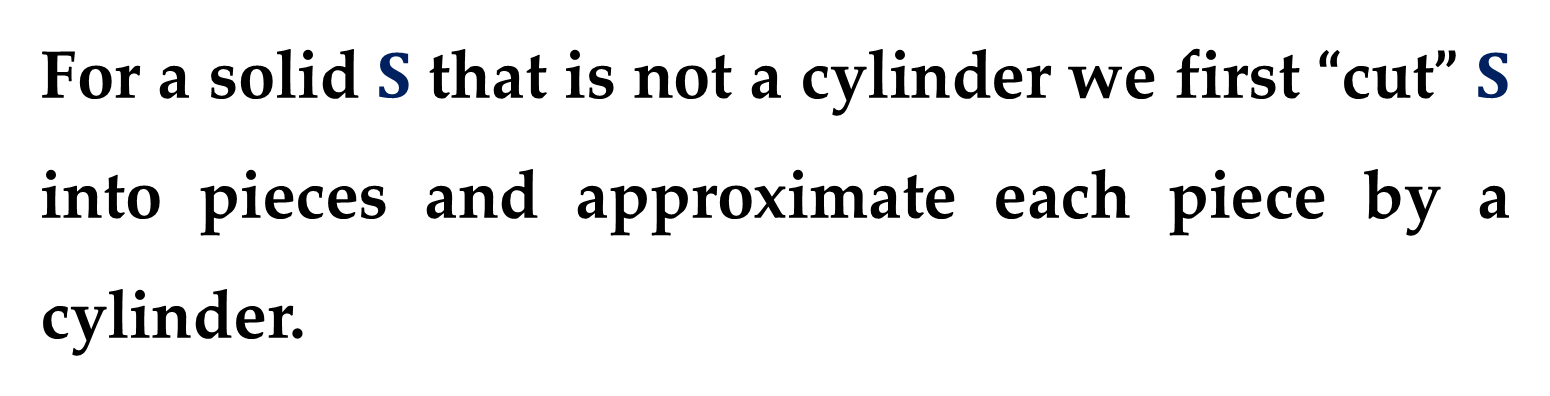 For a solid S that is not a cylinder we first “cut” S
into pieces and approximate each piece by a
cylinder.